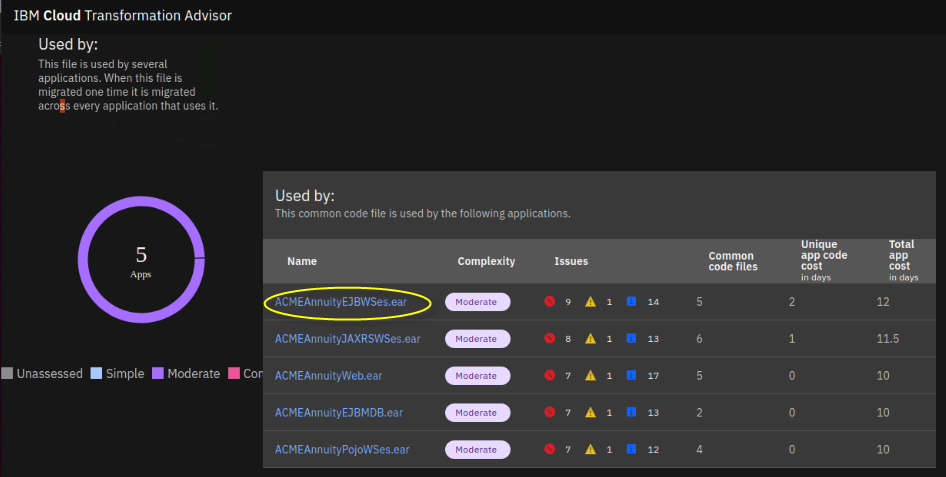 IBM Cloud Transformation Advisor
Used by:
This file is used by several
applications. When this file is
migrated one time it is migrated
across every application that uses it.
5
Apps
Unassessed Simple Moderate Con
Used by:
This common code file is used by the following applications.
Name Complexity Issues Common code files Unique app code cost in days Total app cost in days
ACMEAnnuityEJBWSes.ear Moderate 9 1 14 5 2 12
ACMEAnnuityJAXRSWSes.ear Moderate 8 1 13 6 1 11.5
ACMEAnnuityWeb.ear Moderate 7 1 17 5 0 10
ACMEAnnuityEJBMDB.ear Moderate 7 1 13 2 0 10
ACMEAnnuityPojoWSes.ear Moderate 7 1 12 4 0 10